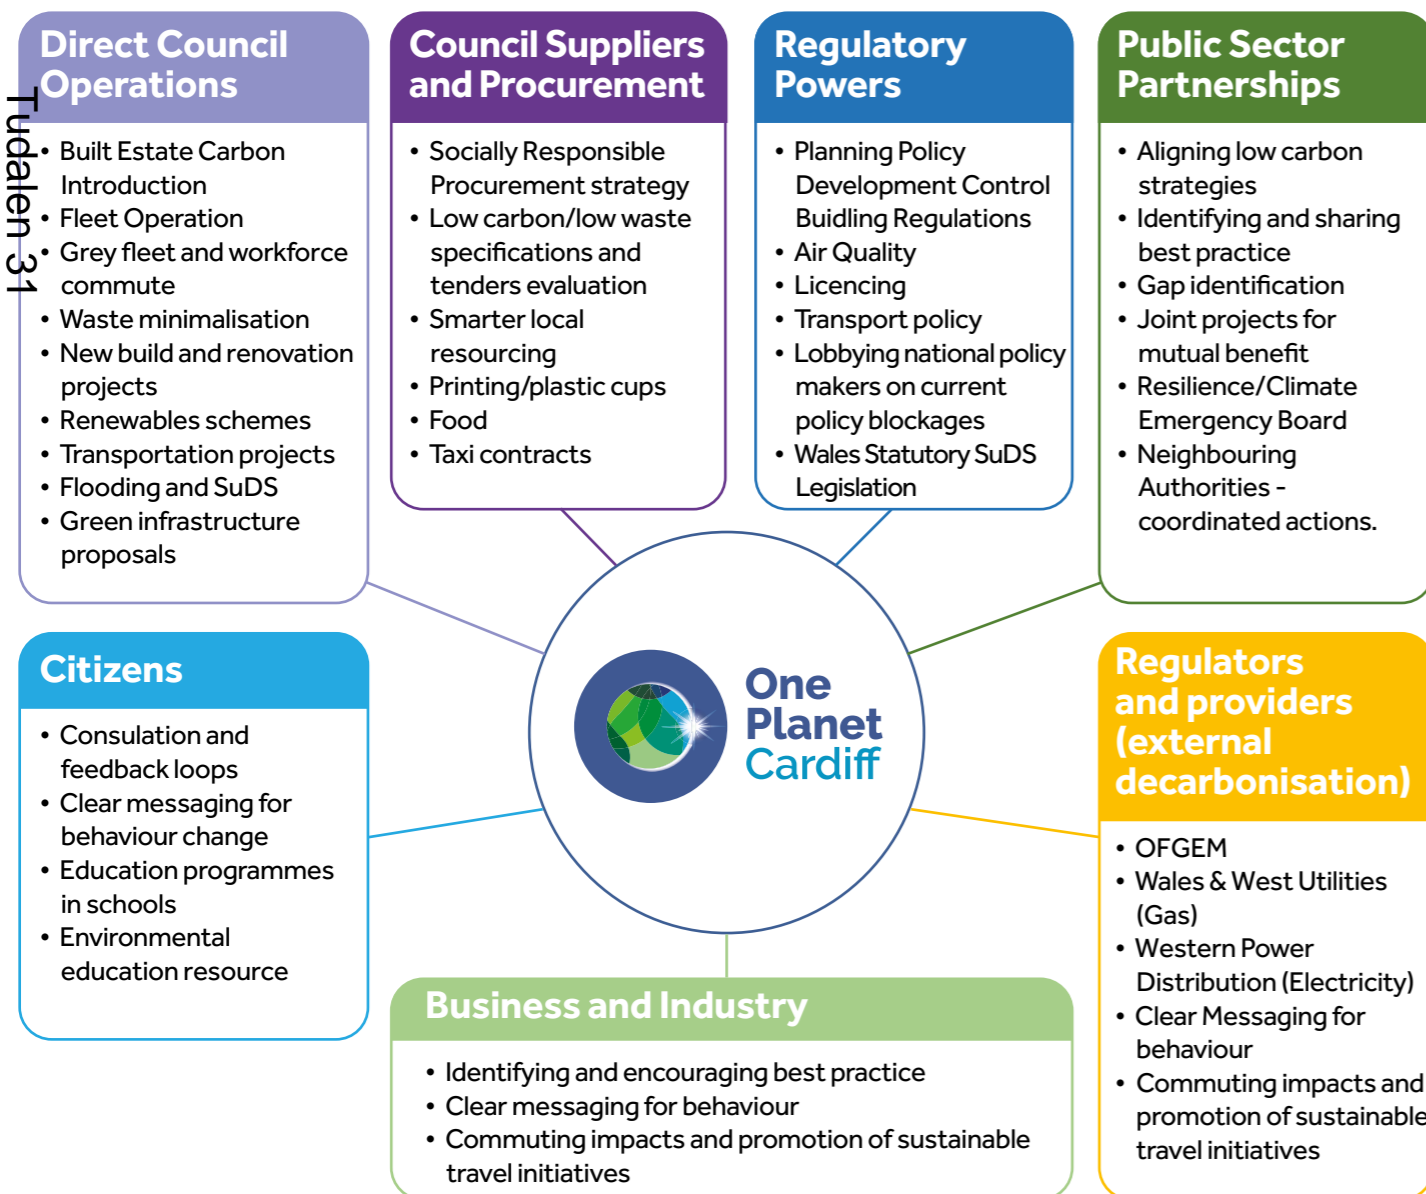 Tudalen 31
Direct Council
Operations
• Built Estate Carbon
Introduction
• Fleet Operation
• Grey fleet and workforce
commute
• Waste minimalisation
• New build and renovation
projects
• Renewables schemes
• Transportation projects
• Flooding and SuDS
• Green infrastructure
proposals
Council Suppliers
and Procurement
• Socially Responsible
Procurement strategy
• Low carbon/low waste
specifications and
tenders evaluation
• Smarter local
resourcing
• Printing/plastic cups
• Food
• Taxi contracts
Regulatory
Powers
• Planning Policy
Development Control
Buidling Regulations
• Air Quality
• Licencing
• Transport policy
• Lobbying national policy
makers on current
policy blockages
• Wales Statutory SuDS
Legislation
Public Sector
Partnerships
• Aligning low carbon
strategies
• Identifying and sharing
best practice
• Gap identification
• Joint projects for
mutual benefit
• Resilience/Climate
Emergency Board
• Neighbouring
Authorities -
coordinated actions.
Citizens
• Consulation and
feedback loops
• Clear messaging for
behaviour change
• Education programmes
in schools
• Environmental
education resource
One
Planet
Cardiff
Regulators
and providers
(external
decarbonisation)
• OFGEM
• Wales & West Utilities
(Gas)
• Western Power
Distribution (Electricity)
• Clear Messaging for
behaviour
• Commuting impacts and
promotion of sustainable
travel initiatives
Business and Industry
• Identifying and encouraging best practice
• Clear messaging for behaviour
• Commuting impacts and promotion of sustainable
travel initiatives